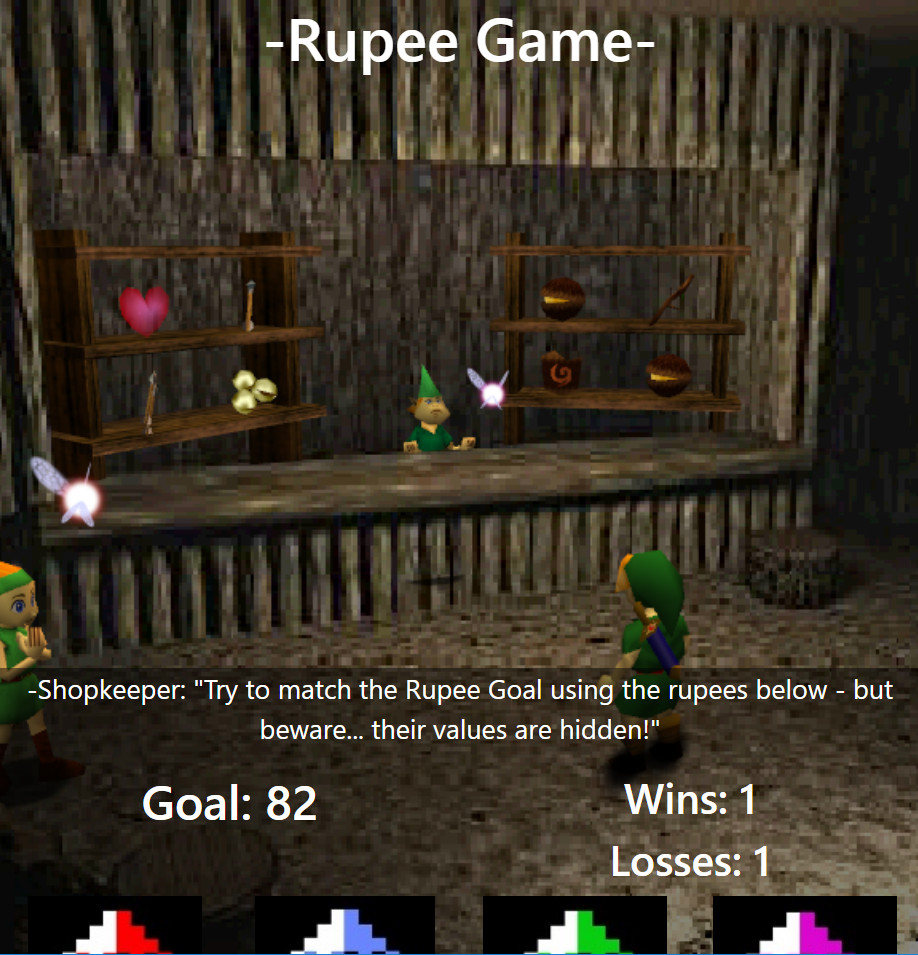 -Rupee Game-
-Shopkeeper: "Try to match the Rupee Goal using the rupees below - but
beware... their values are hidden!"
Goal: 82
Wins: 1
Losses: 1